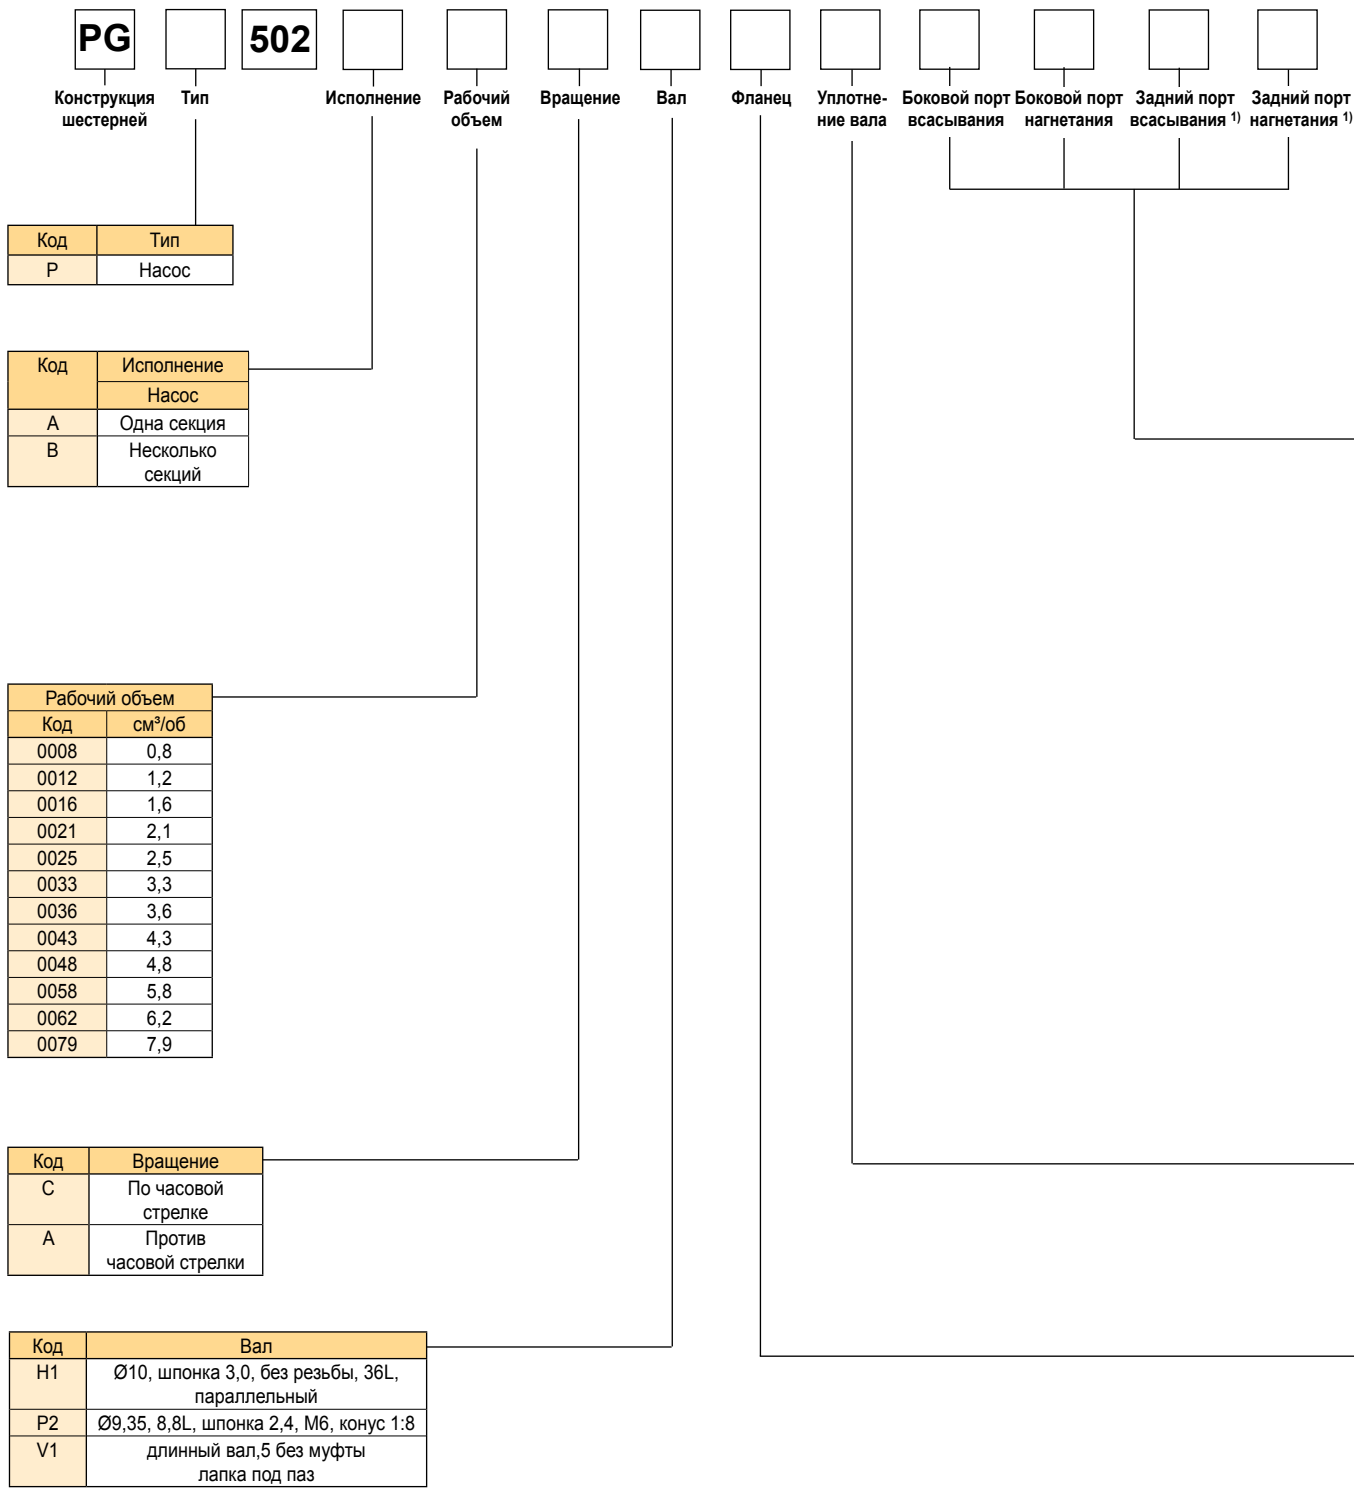 PG 502
Конструкция Тип Исполнение Рабочий Вращение Вал Фланец Уплотне- Боковой порт Боковой порт Задний порт Задний порт
шестерней объем ние вала всасывания нагнетания всасывания ¹⁾ нагнетания ¹⁾
Код Тип
P Насос
Код Исполнение
Насос
A Одна секция
B Несколько
секций
Рабочий объем
Код см³/об
0008 0,8
0012 1,2
0016 1,6
0021 2,1
0025 2,5
0033 3,3
0036 3,6
0043 4,3
0048 4,8
0058 5,8
0062 6,2
0079 7,9
Код Вращение
C По часовой
стрелке
A Против
часовой стрелки
Код Вал
H1 Ø10, шпонка 3,0, без резьбы, 36L,
параллельный
P2 Ø9,35, 8,8L, шпонка 2,4, M6, конус 1:8
V1 длинный вал,5 без муфты
лапка под паз